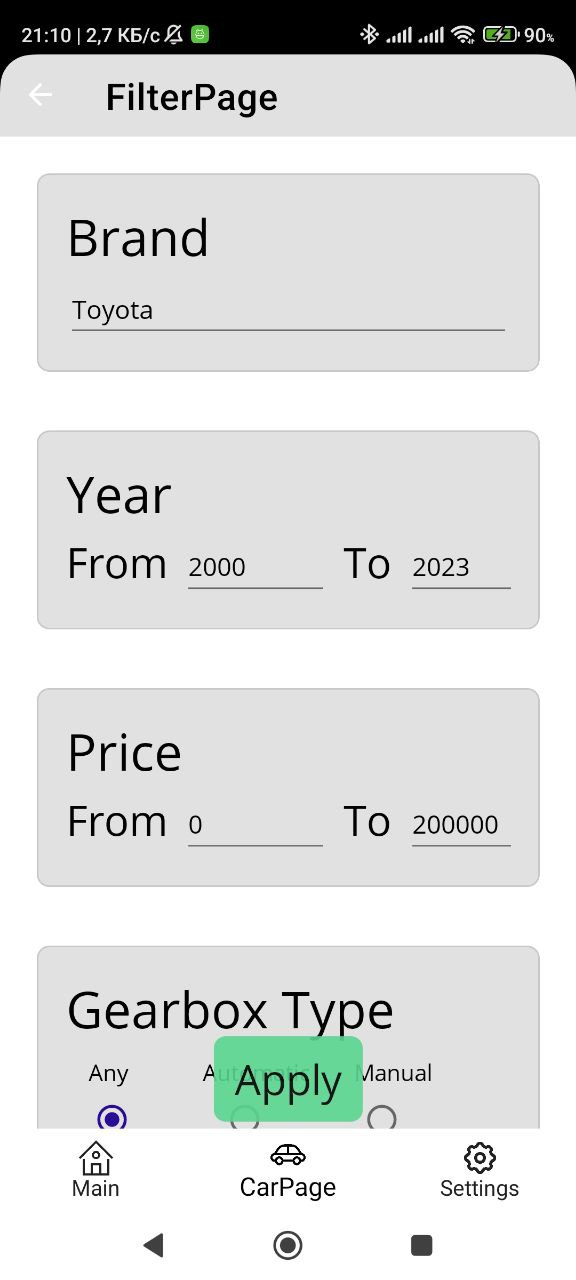 21:10 | 2,7 КБ/с 90%
FilterPage
Brand
Toyota
Year
From 2000 To 2023
Price
From 0 To 200000
Gearbox Type
Any Automatic Manual
Apply
Main CarPage Settings